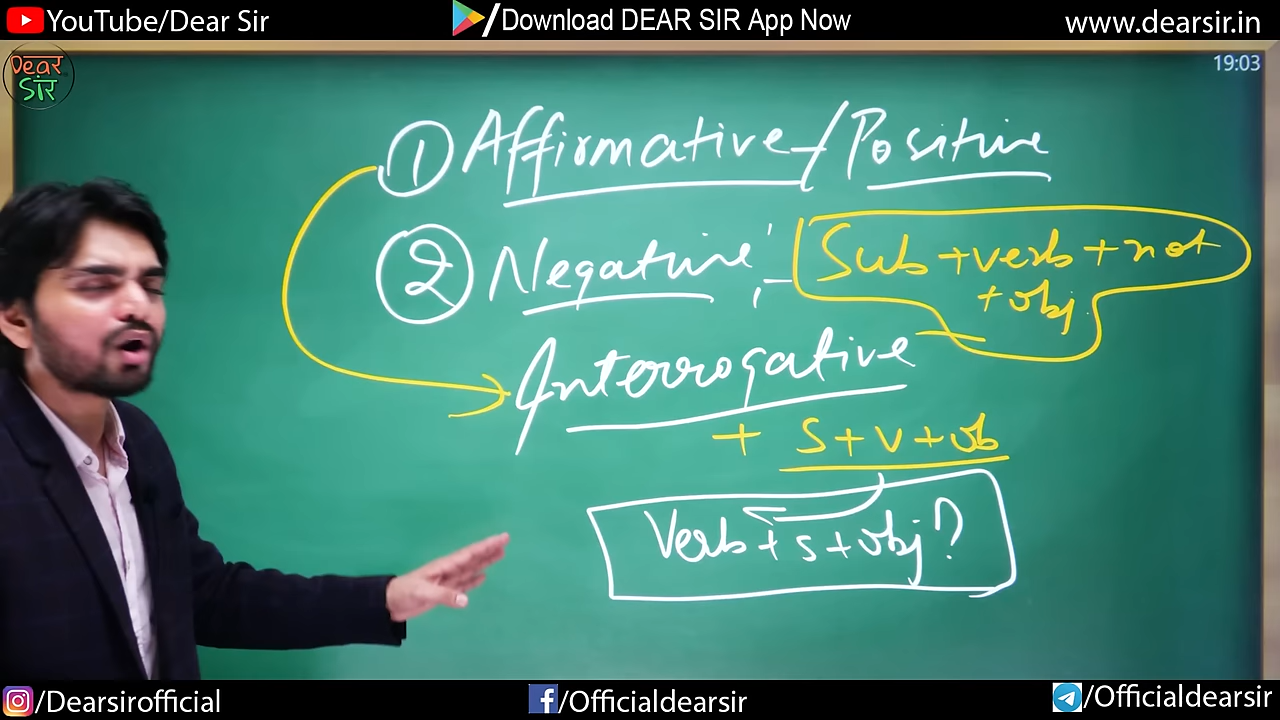 YouTube/Dear Sir
/Download DEAR SIR App Now
www.dearsir.in
Dear
Sir
19:03
① Affirmative/Positive
② Negative :- Sub + verb + not
+ obj
Interrogative
+ S + V + ob
Verb + S + obj?
/Dearsirofficial
/Officialdearsir
/Officialdearsir